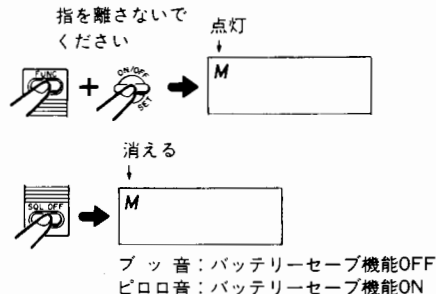 指を離さないで
ください
点灯
FUNC
ON/OFF
SET
M
消える
SQL OFF
M
ブッ音：バッテリーセーブ機能OFF
ピロロ音：バッテリーセーブ機能ON